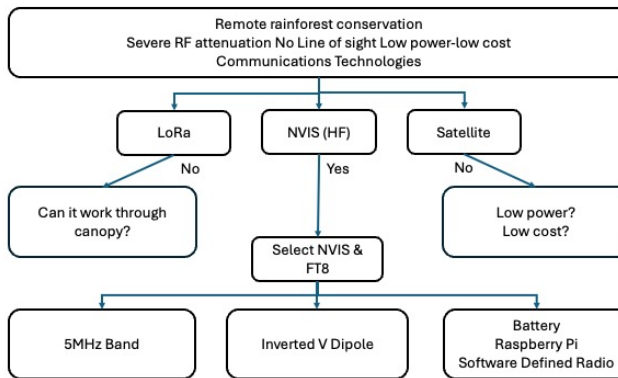 Remote rainforest conservation
Severe RF attenuation No Line of sight Low power-low cost
Communications Technologies
LoRa
NVIS (HF)
Satellite
No
Yes
No
Can it work through
canopy?
Low power?
Low cost?
Select NVIS &
FT8
5MHz Band
Inverted V Dipole
Battery
Raspberry Pi
Software Defined Radio